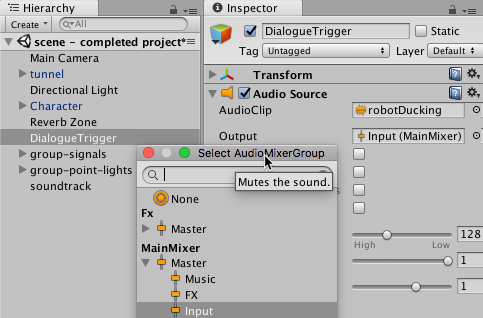 Hierarchy
Create
All
scene - completed project*
Main Camera
tunnel
Directional Light
Character
Reverb Zone
DialogueTrigger
group-signals
group-point-lights
soundtrack
Inspector
DialogueTrigger
Static
Tag Untagged Layer Default
Transform
Audio Source
AudioClip robotDucking
Output Input (MainMixer)
128
High Low
1
1
Select AudioMixerGroup
Mutes the sound.
None
Fx
Master
MainMixer
Master
Music
FX
Input